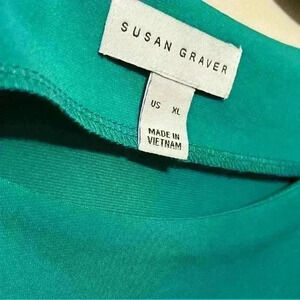 SUSAN GRAVER
US XL
MADE IN
VIETNAM